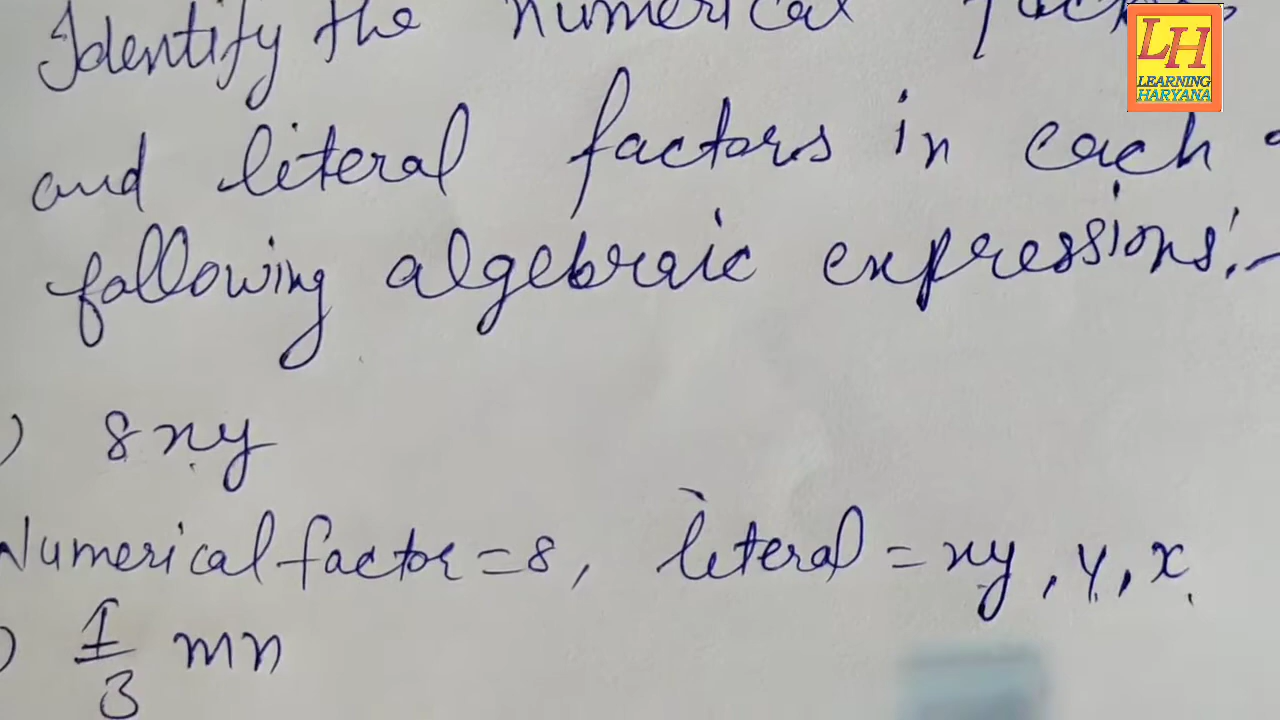 Identify the numerical
LH
LEARNING
HARYANA
and literal factors in each
following algebraic expressions:-
) 8xy
Numerical factor = 8, literal = xy, y, x
) 1/3 mn